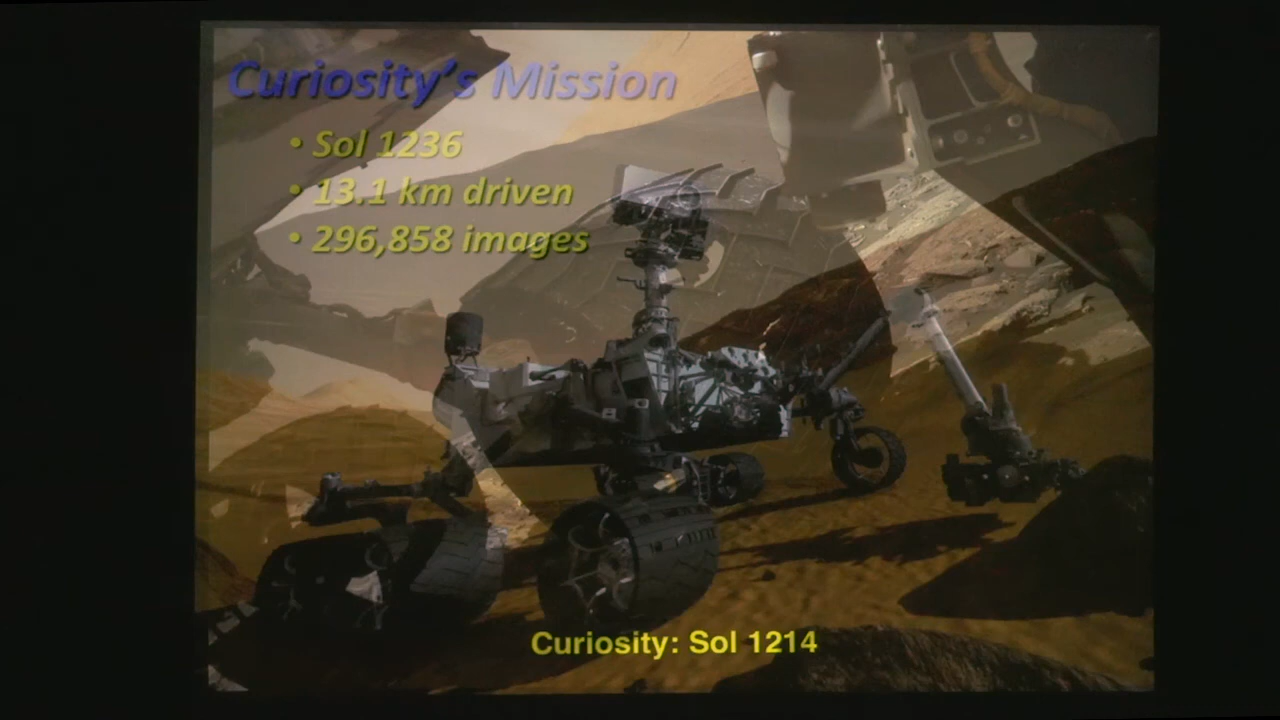 Curiosity's Mission
• Sol 1236
• 13.1 km driven
• 296,858 images
Curiosity: Sol 1214